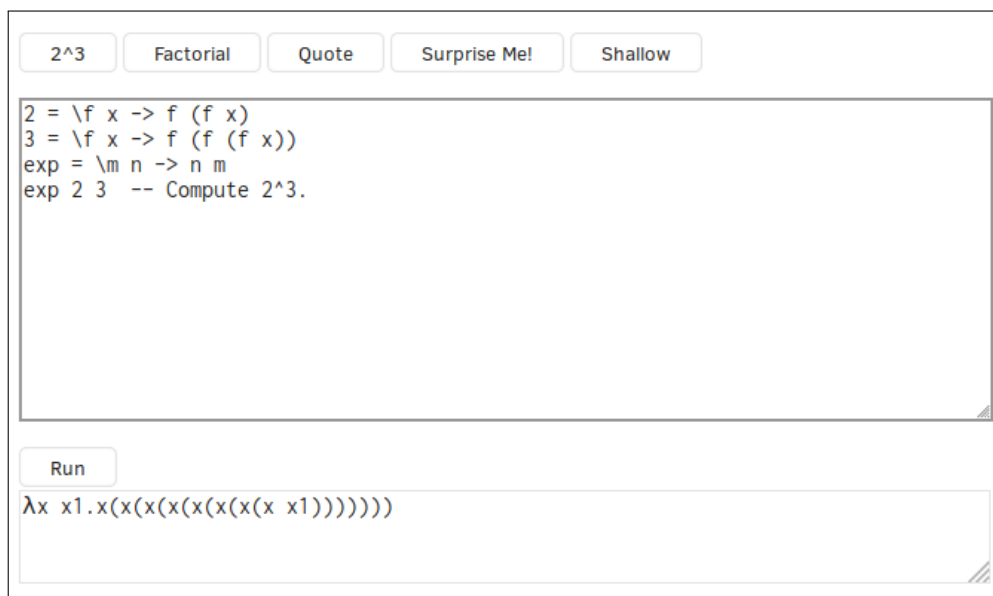 2^3 Factorial Quote Surprise Me! Shallow
2 = \f x -> f (f x)
3 = \f x -> f (f (f x))
exp = \m n -> n m
exp 2 3  -- Compute 2^3.
Run
λx x1.x(x(x(x(x(x(x(x x1)))))))